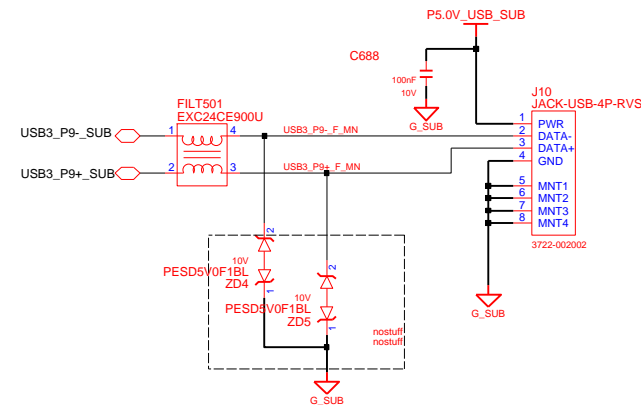 P5.0V_USB_SUB
C688
100nF
10V
G_SUB
J10
JACK-USB-4P-RVS
FILT501
EXC24CE900U
USB3_P9-_SUB
1
4
USB3_P9-_F_MN
USB3_P9+_SUB
2
3
USB3_P9+_F_MN
1
PWR
2
DATA-
3
DATA+
4
GND
5
MNT1
6
MNT2
7
MNT3
8
MNT4
3722-002002
G_SUB
2
10V
PESD5V0F1BL
ZD4
1
2
10V
PESD5V0F1BL
ZD5
1
nostuff
nostuff
G_SUB